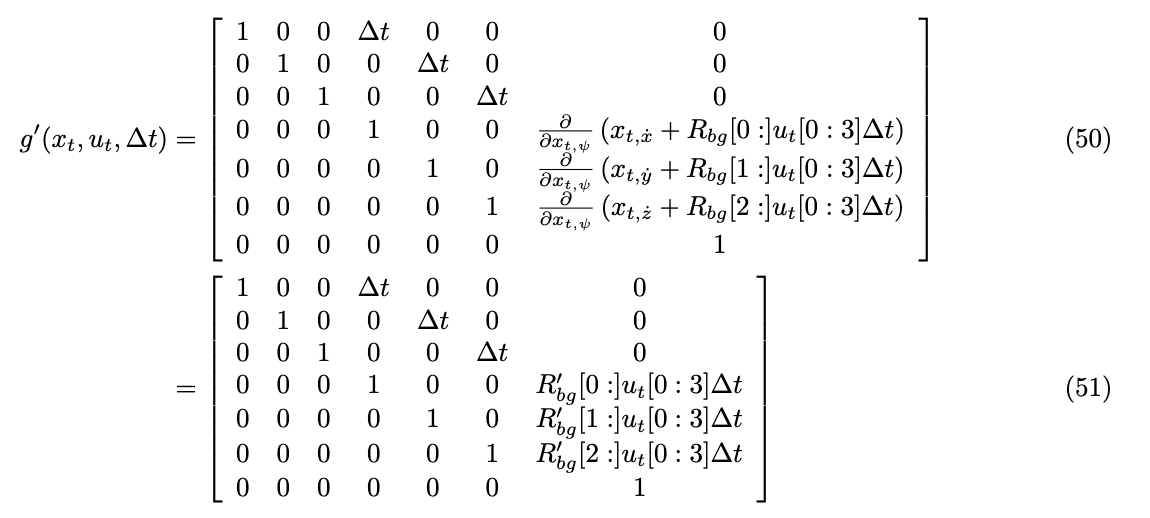 g′(x_t, u_t, Δt) = [ 1 0 0 Δt 0 0 0
0 1 0 0 Δt 0 0
0 0 1 0 0 Δt 0
0 0 0 1 0 0 ∂/∂x_{t,ψ} (x_{t,ẋ} + R_{bg}[0 :]u_t[0 : 3]Δt)
0 0 0 0 1 0 ∂/∂x_{t,ψ} (x_{t,ẏ} + R_{bg}[1 :]u_t[0 : 3]Δt)
0 0 0 0 0 1 ∂/∂x_{t,ψ} (x_{t,ż} + R_{bg}[2 :]u_t[0 : 3]Δt)
0 0 0 0 0 0 1 ] (50)
= [ 1 0 0 Δt 0 0 0
0 1 0 0 Δt 0 0
0 0 1 0 0 Δt 0
0 0 0 1 0 0 R′_{bg}[0 :]u_t[0 : 3]Δt
0 0 0 0 1 0 R′_{bg}[1 :]u_t[0 : 3]Δt
0 0 0 0 0 1 R′_{bg}[2 :]u_t[0 : 3]Δt
0 0 0 0 0 0 1 ] (51)